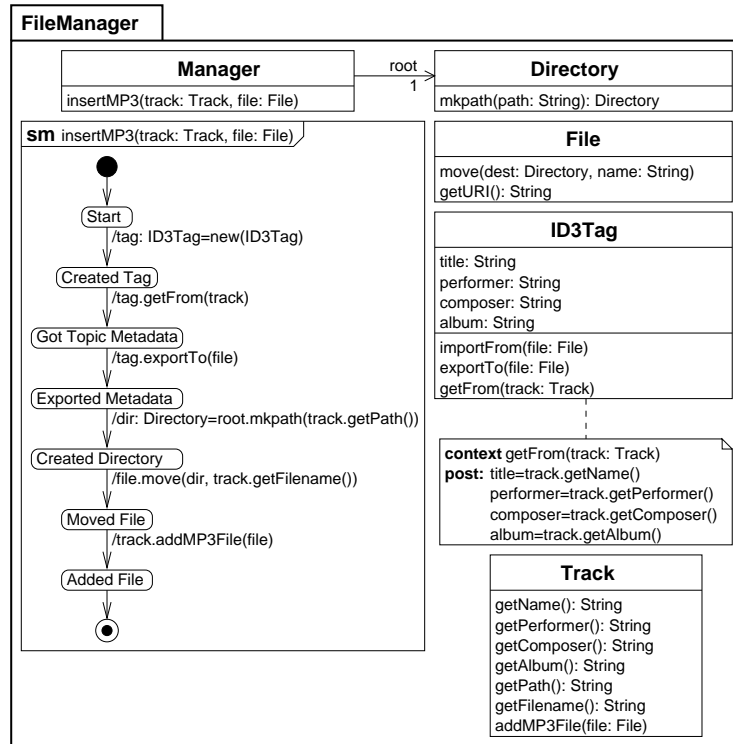 FileManager
Manager
insertMP3(track: Track, file: File)
root
1
Directory
mkpath(path: String): Directory
sm insertMP3(track: Track, file: File)
Start
/tag: ID3Tag=new(ID3Tag)
Created Tag
/tag.getFrom(track)
Got Topic Metadata
/tag.exportTo(file)
Exported Metadata
/dir: Directory=root.mkpath(track.getPath())
Created Directory
/file.move(dir, track.getFilename())
Moved File
/track.addMP3File(file)
Added File
File
move(dest: Directory, name: String)
getURI(): String
ID3Tag
title: String
performer: String
composer: String
album: String
importFrom(file: File)
exportTo(file: File)
getFrom(track: Track)
context getFrom(track: Track)
post: title=track.getName()
performer=track.getPerformer()
composer=track.getComposer()
album=track.getAlbum()
Track
getName(): String
getPerformer(): String
getComposer(): String
getAlbum(): String
getPath(): String
getFilename(): String
addMP3File(file: File)